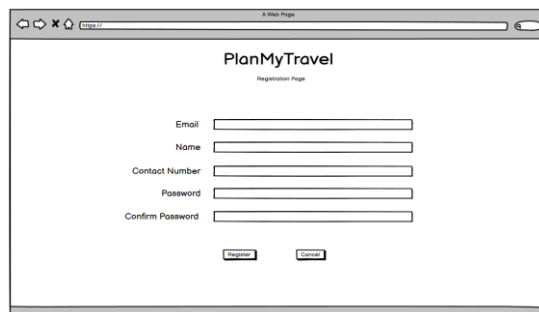 A Web Page
https://
PlanMyTravel
Registration Page
Email
Name
Contact Number
Password
Confirm Password
Register Cancel